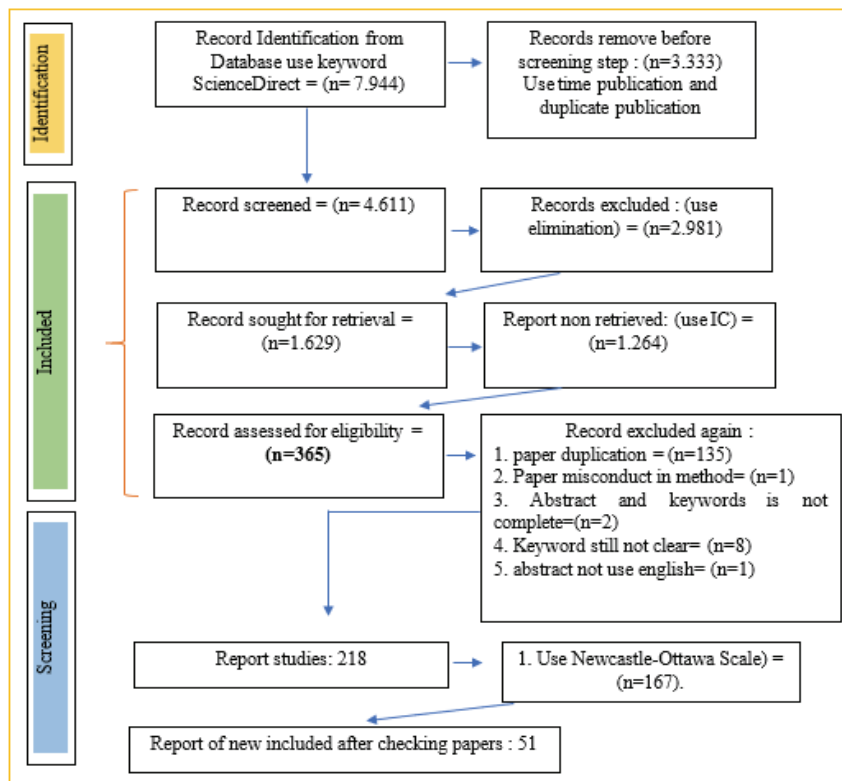 Identification
Record Identification from
Database use keyword
ScienceDirect = (n= 7.944)
Records remove before
screening step : (n=3.333)
Use time publication and
duplicate publication
Included
Record screened = (n= 4.611)
Records excluded : (use
elimination) = (n=2.981)
Record sought for retrieval =
(n=1.629)
Report non retrieved: (use IC) =
(n=1.264)
Record assessed for eligibility =
(n=365)
Record excluded again :
1. paper duplication = (n=135)
2. Paper misconduct in method= (n=1)
3. Abstract and keywords is not
complete=(n=2)
4. Keyword still not clear= (n=8)
5. abstract not use english= (n=1)
Screening
Report studies: 218
1. Use Newcastle-Ottawa Scale) =
(n=167).
Report of new included after checking papers : 51